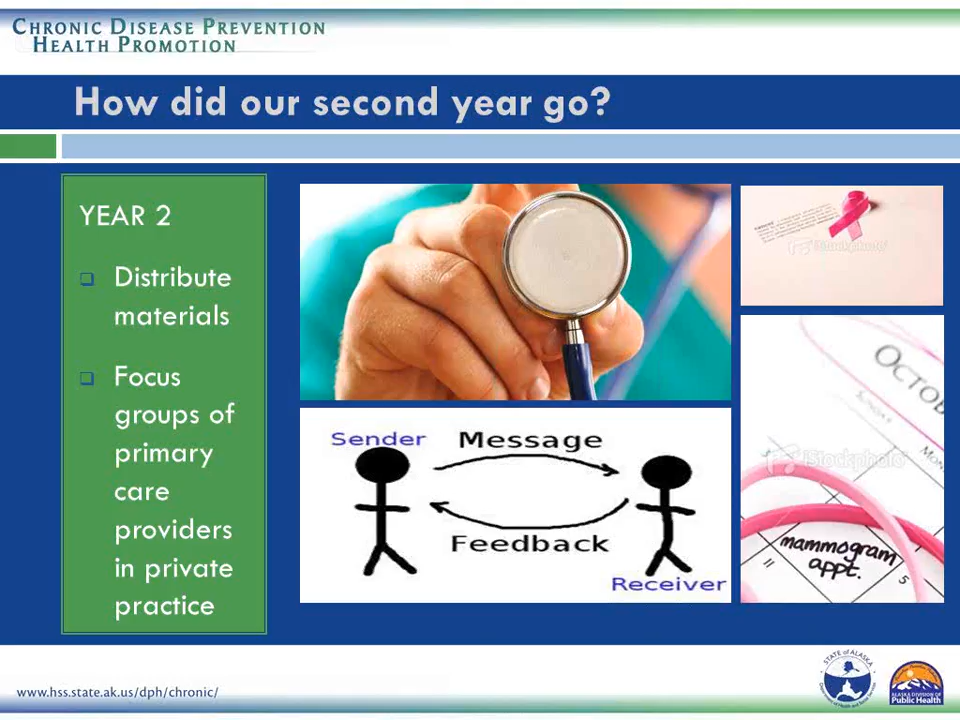 CHRONIC DISEASE PREVENTION
HEALTH PROMOTION
How did our second year go?
YEAR 2
Distribute
materials
Focus
groups of
primary
care
providers
in private
practice
Sender
Message
Feedback
Receiver
iStockphoto
OCTOB
iStockphoto
mammogram
appt.
11
5
www.hss.state.ak.us/dph/chronic/
STATE of ALASKA
ALASKA DIVISION OF
Public Health